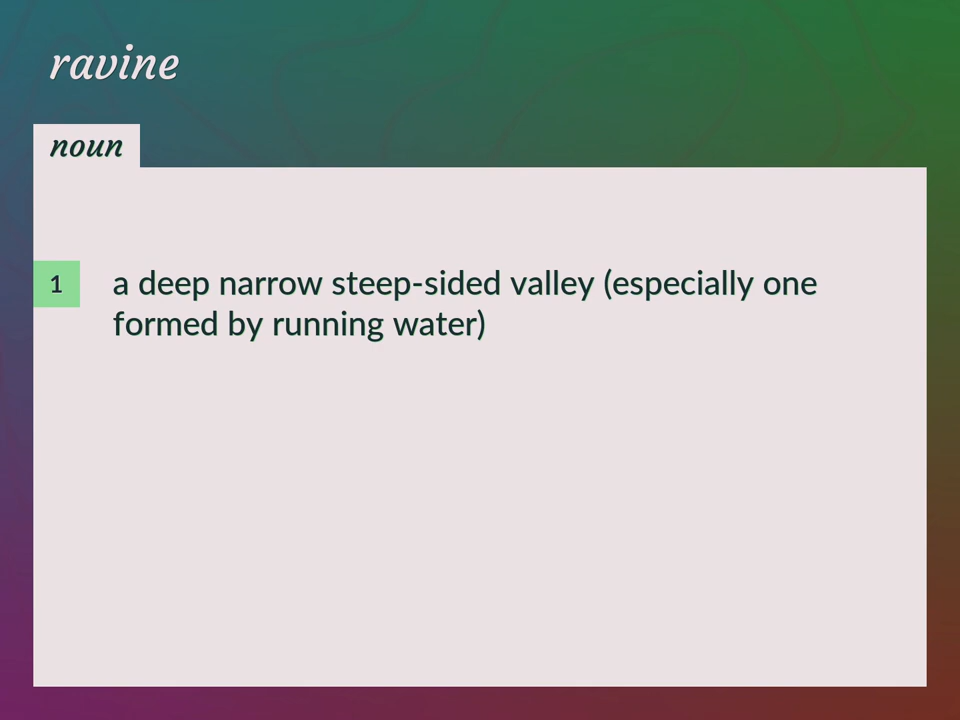 ravine
noun
1 a deep narrow steep-sided valley (especially one
formed by running water)